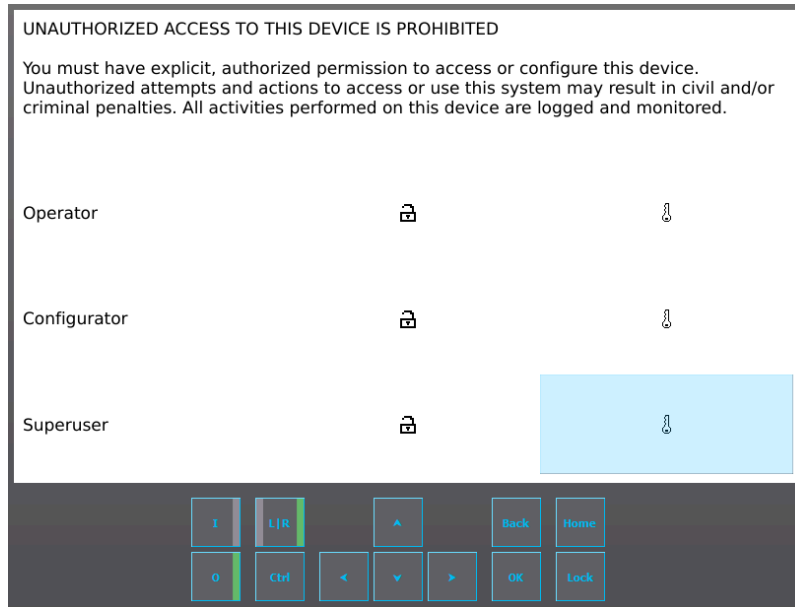 UNAUTHORIZED ACCESS TO THIS DEVICE IS PROHIBITED
You must have explicit, authorized permission to access or configure this device.
Unauthorized attempts and actions to access or use this system may result in civil and/or
criminal penalties. All activities performed on this device are logged and monitored.
Operator
Configurator
Superuser
I L|R Back Home
O Ctrl OK Lock